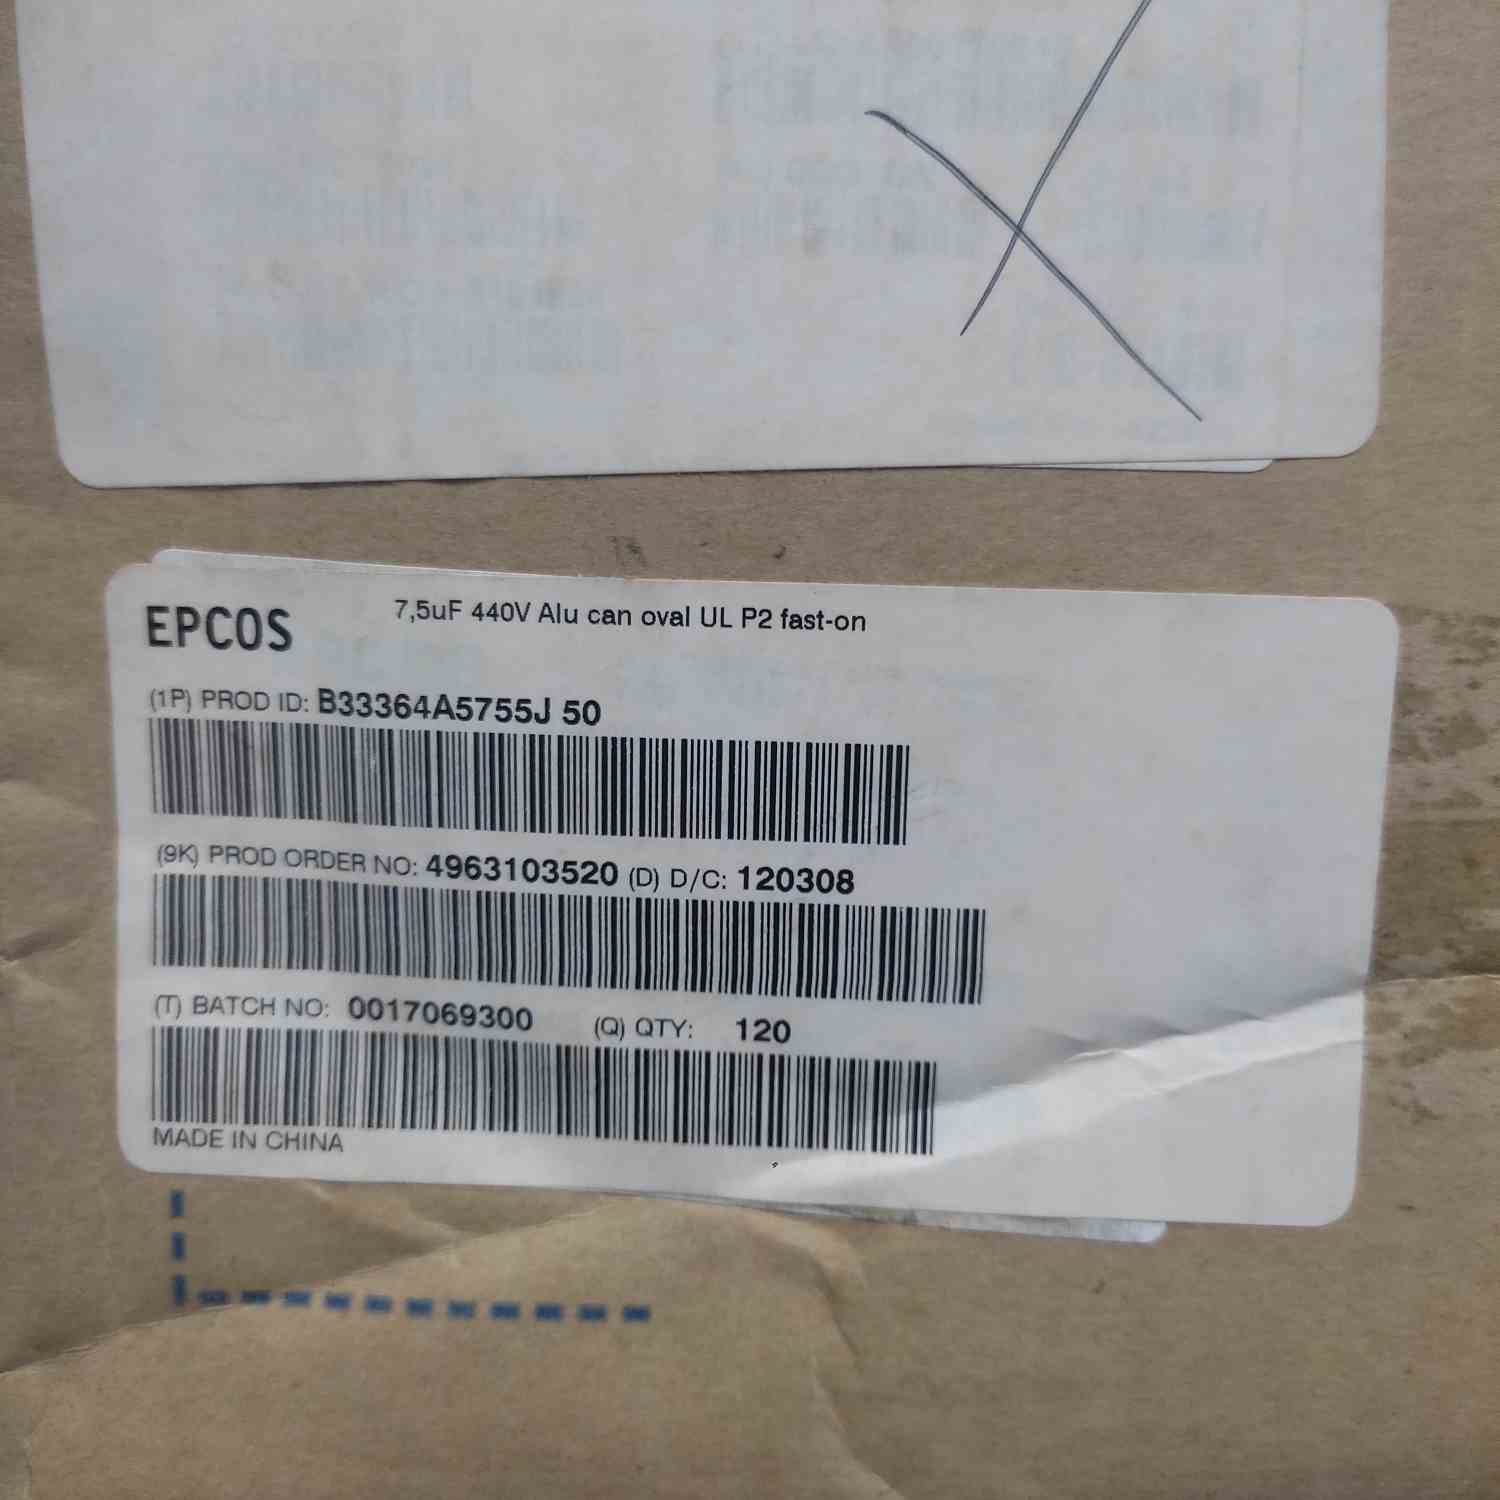 EPCOS 7,5uF 440V Alu can oval UL P2 fast-on
(1P) PROD ID: B33364A5755J 50
(9K) PROD ORDER NO: 4963103520 (D) D/C: 120308
(T) BATCH NO: 0017069300 (Q) QTY: 120
MADE IN CHINA